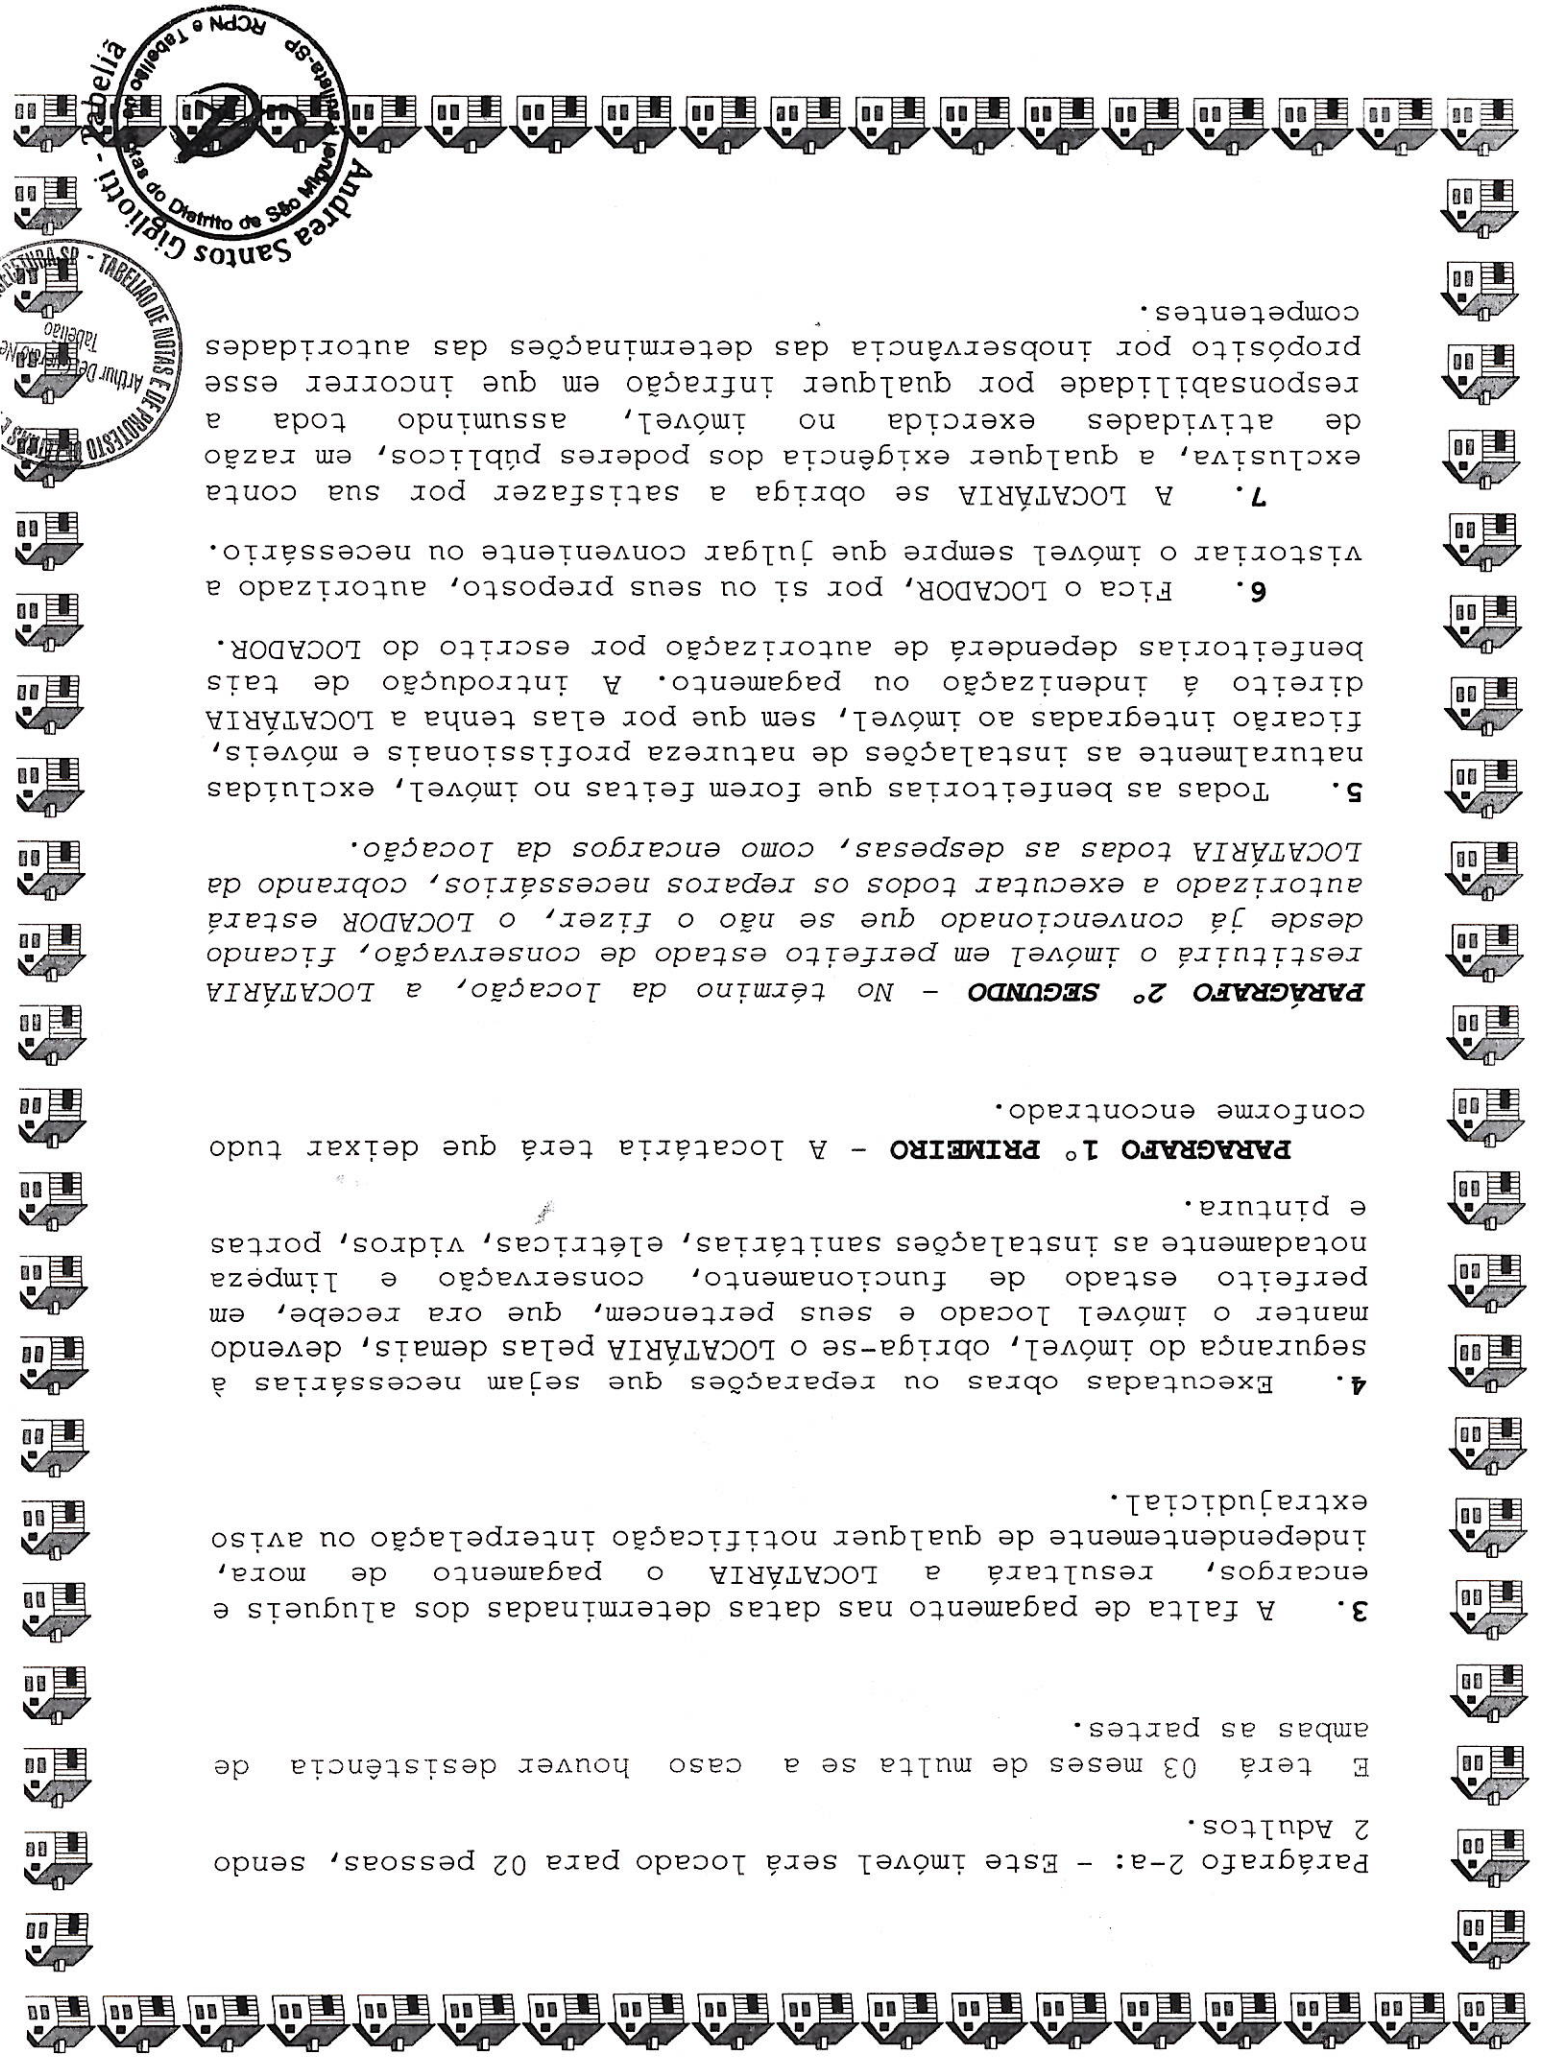 Parágrafo 2-a: - Este imóvel será locado para 02 pessoas, sendo
2 Adultos.
E terá 03 meses de multa se a caso houver desistência de
ambas as partes.
3. A falta de pagamento nas datas determinadas dos alugueis e
encargos, resultará a LOCATÁRIA o pagamento de mora,
independentemente de qualquer notificação interpelação ou aviso
extrajudicial.
4. Executadas obras ou reparações que sejam necessárias à
segurança do imóvel, obriga-se o LOCATÁRIA pelas demais, devendo
manter o imóvel locado e seus pertencem, que ora recebe, em
perfeito estado de funcionamento, conservação e limpeza
notadamente as instalações sanitárias, elétricas, vidros, portas
e pintura.
PARAGRAFO 1º PRIMEIRO - A locatária terá que deixar tudo
conforme encontrado.
PARÁGRAFO 2º SEGUNDO - No término da locação, a LOCATÁRIA
restituirá o imóvel em perfeito estado de conservação, ficando
desde já convencionado que se não o fizer, o LOCADOR estará
autorizado a executar todos os reparos necessários, cobrando da
LOCATÁRIA todas as despesas, como encargos da locação.
5. Todas as benfeitorias que forem feitas no imóvel, excluídas
naturalmente as instalações de natureza profissionais e móveis,
ficarão integradas ao imóvel, sem que por elas tenha a LOCATÁRIA
direito á indenização ou pagamento. A introdução de tais
benfeitorias dependerá de autorização por escrito do LOCADOR.
6. Fica o LOCADOR, por si ou seus preposto, autorizado a
vistoriar o imóvel sempre que julgar conveniente ou necessário.
7. A LOCATÁRIA se obriga a satisfazer por sua conta
exclusiva, a qualquer exigência dos poderes públicos, em razão
de atividades exercida no imóvel, assumindo toda a
responsabilidade por qualquer infração em que incorrer esse
propósito por inobservância das determinações das autoridades
competentes.
TABELIÃO DE NOTAS E DE PROTESTO
Arthur Del
Tabelião
Andrea Santos Gigliotti - Tabeliã
RCPN e Tabelião de Notas do Distrito de São Miguel Paulista-SP